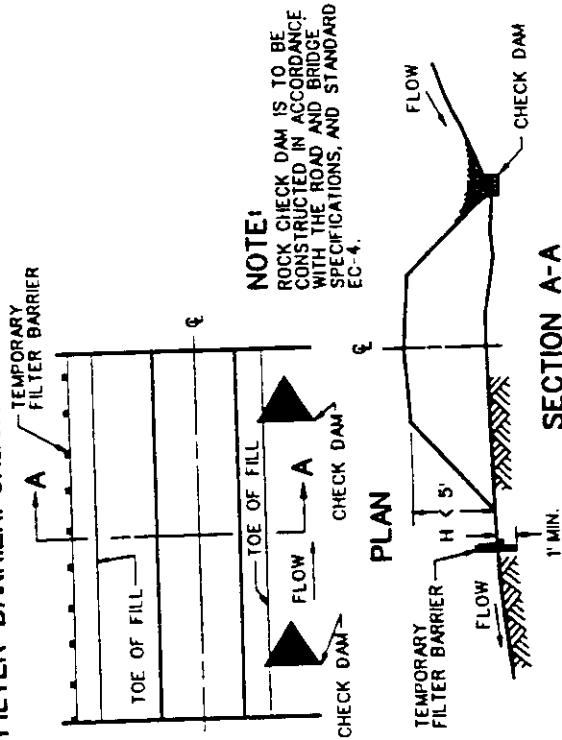 FILTER BARRIER
TEMPORARY
FILTER BARRIER
A
TOE OF FILL
℄
TOE OF FILL
FLOW
A
CHECK DAM
CHECK DAM
PLAN
NOTE:
ROCK CHECK DAM IS TO BE
CONSTRUCTED IN ACCORDANCE
WITH THE ROAD AND BRIDGE
SPECIFICATIONS, AND STANDARD
EC-4.
TEMPORARY
FILTER BARRIER
FLOW
H < 5'
1' MIN.
℄
FLOW
CHECK DAM
SECTION A-A